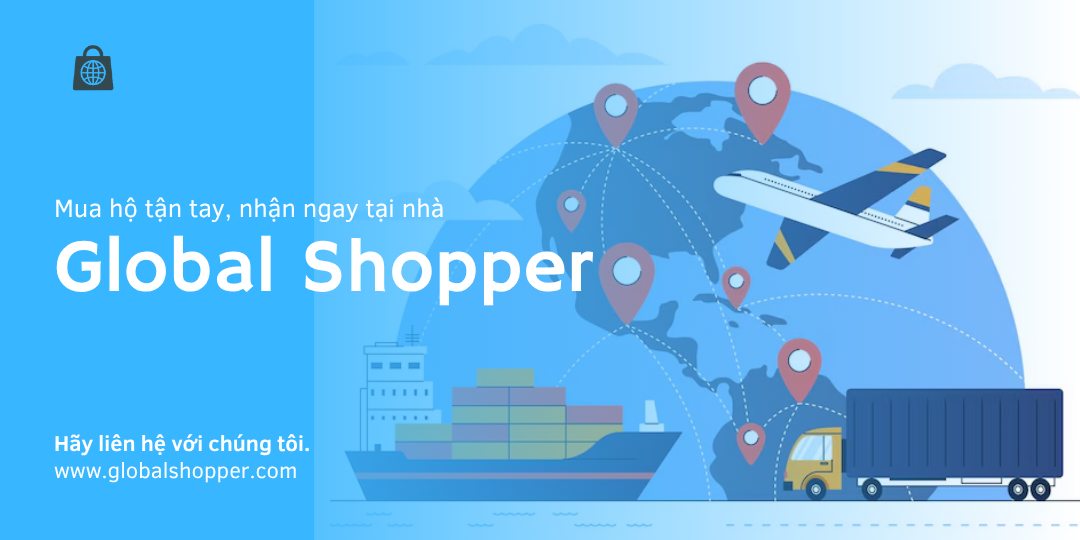 Mua hộ tận tay, nhận ngay tại nhà
Global Shopper
Hãy liên hệ với chúng tôi.
www.globalshopper.com